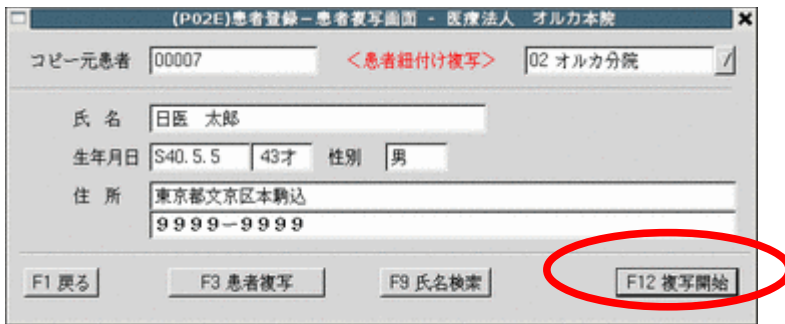 (P02E)患者登録－患者複写画面 - 医療法人　オルカ本院
コピー元患者 00007 ＜患者紐付け複写＞ 02 オルカ分院
氏 名 日医　太郎
生年月日 S40.5.5 43才 性別 男
住 所 東京都文京区本駒込
９９９９－９９９９
F1 戻る F3 患者複写 F9 氏名検索 F12 複写開始